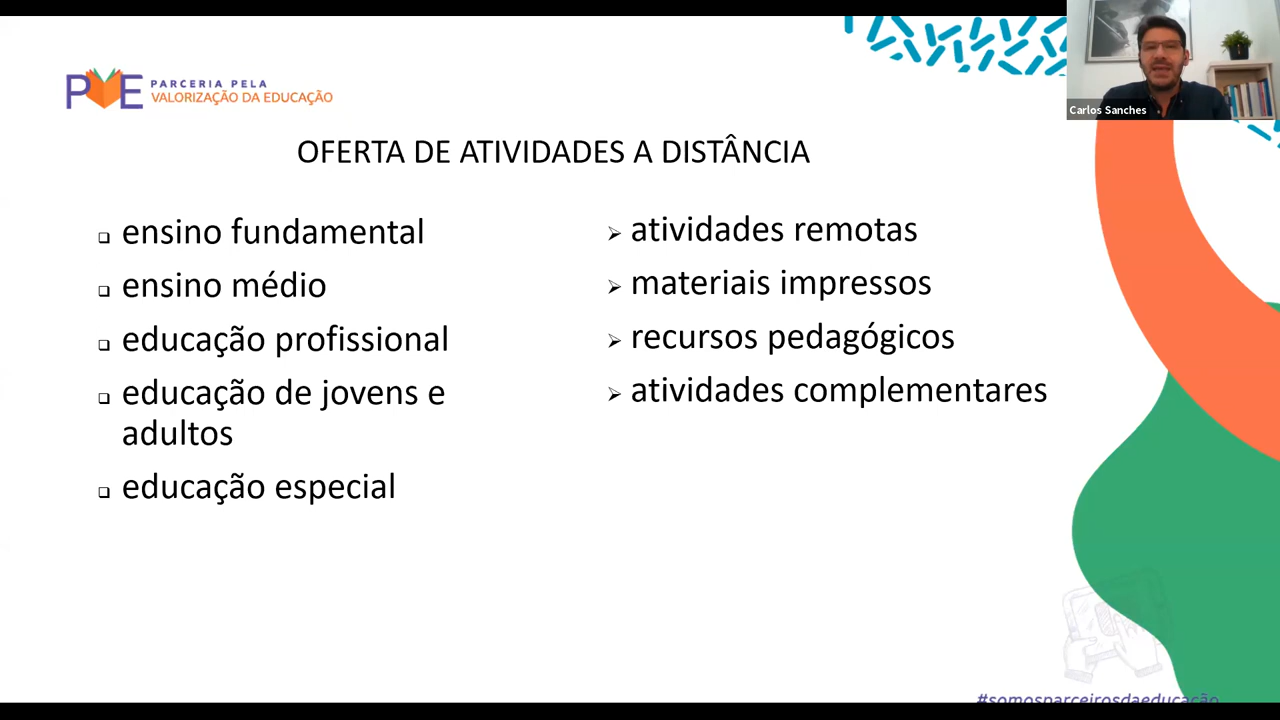 PVE PARCERIA PELA
VALORIZAÇÃO DA EDUCAÇÃO
Carlos Sanches
OFERTA DE ATIVIDADES A DISTÂNCIA
ensino fundamental
ensino médio
educação profissional
educação de jovens e
adultos
educação especial
atividades remotas
materiais impressos
recursos pedagógicos
atividades complementares
#somosparceirosdaeducação